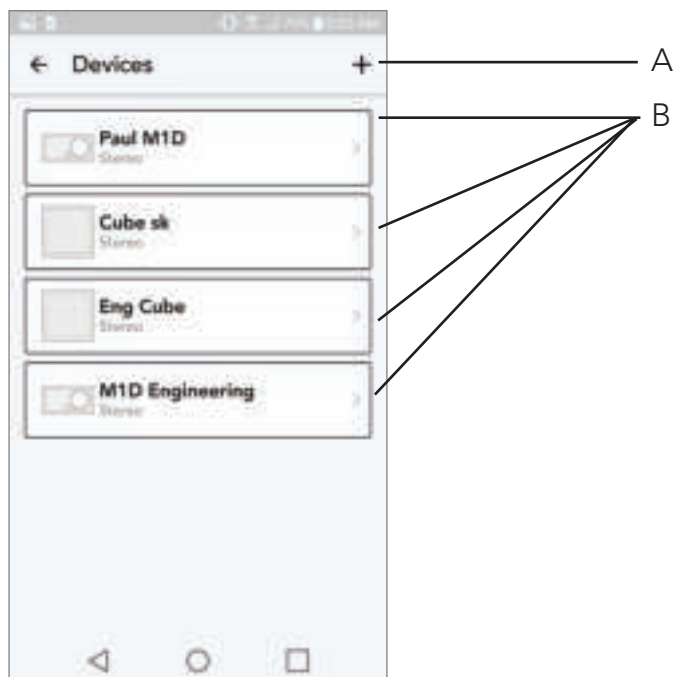 Devices
+
A
B
Paul M1D
Stereo
Cube sk
Stereo
Eng Cube
Stereo
M1D Engineering
Stereo